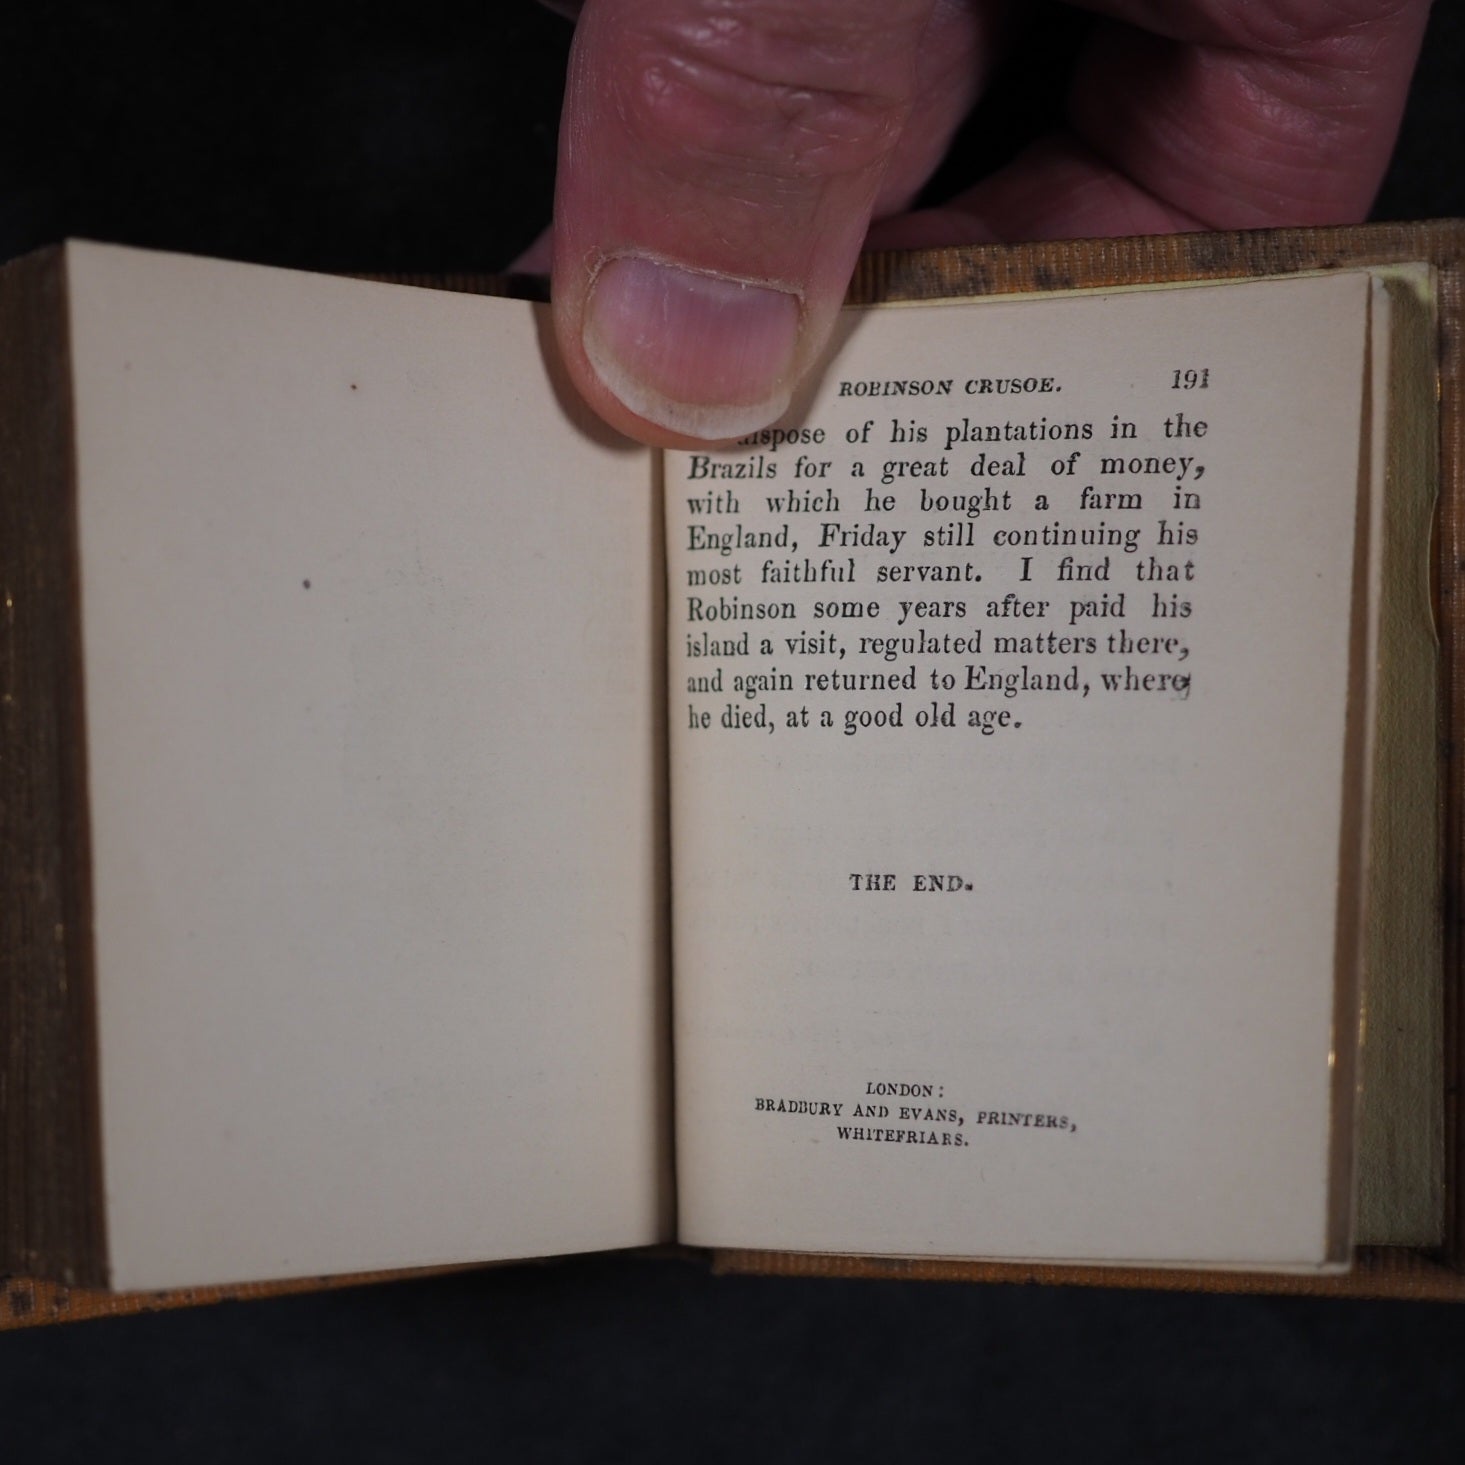 ROBINSON CRUSOE. 191
dispose of his plantations in the
Brazils for a great deal of money,
with which he bought a farm in
England, Friday still continuing his
most faithful servant. I find that
Robinson some years after paid his
island a visit, regulated matters there,
and again returned to England, where
he died, at a good old age.
THE END.
LONDON:
BRADBURY AND EVANS, PRINTERS,
WHITEFRIARS.